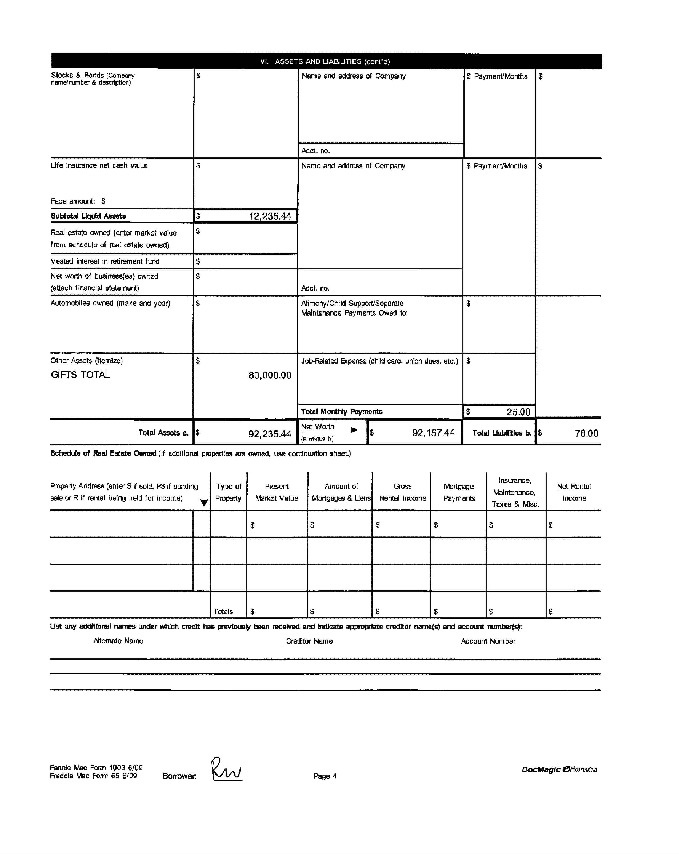 VI. ASSETS AND LIABILITIES (cont'd)
Stocks & Bonds (Company
name/number & description)
$
Name and address of Company
$ Payment/Months
$
Acct. no.
Life insurance net cash value
$
Name and address of Company
$ Payment/Months
$
Face amount: $
Subtotal Liquid Assets
$ 12,235.44
Real estate owned (enter market value
from schedule of real estate owned)
$
Vested interest in retirement fund
$
Net worth of business(es) owned
(attach financial statement)
$
Acct. no.
Automobiles owned (make and year)
$
Alimony/Child Support/Separate
Maintenance Payments Owed to:
$
Other Assets (itemize)
$
Job-Related Expense (child care, union dues, etc.)
$
GIFTS TOTAL
80,000.00
Total Monthly Payments
$ 25.00
Total Assets a.
$ 92,235.44
Net Worth
(a minus b)
$ 92,157.44
Total Liabilities b.
$ 78.00
Schedule of Real Estate Owned (if additional properties are owned, use continuation sheet.)
Property Address (enter S if sold, PS if pending
sale or R if rental being held for income)
Type of
Property
Present
Market Value
Amount of
Mortgages & Liens
Gross
Rental Income
Mortgage
Payments
Insurance,
Maintenance,
Taxes & Misc.
Net Rental
Income
$ $ $ $ $ $
Totals $ $ $ $ $ $
List any additional names under which credit has previously been received and indicate appropriate creditor name(s) and account number(s):
Alternate Name
Creditor Name
Account Number
Fannie Mae Form 1003 6/09
Freddie Mac Form 65 6/09
Borrower:
Page 4
DocMagic